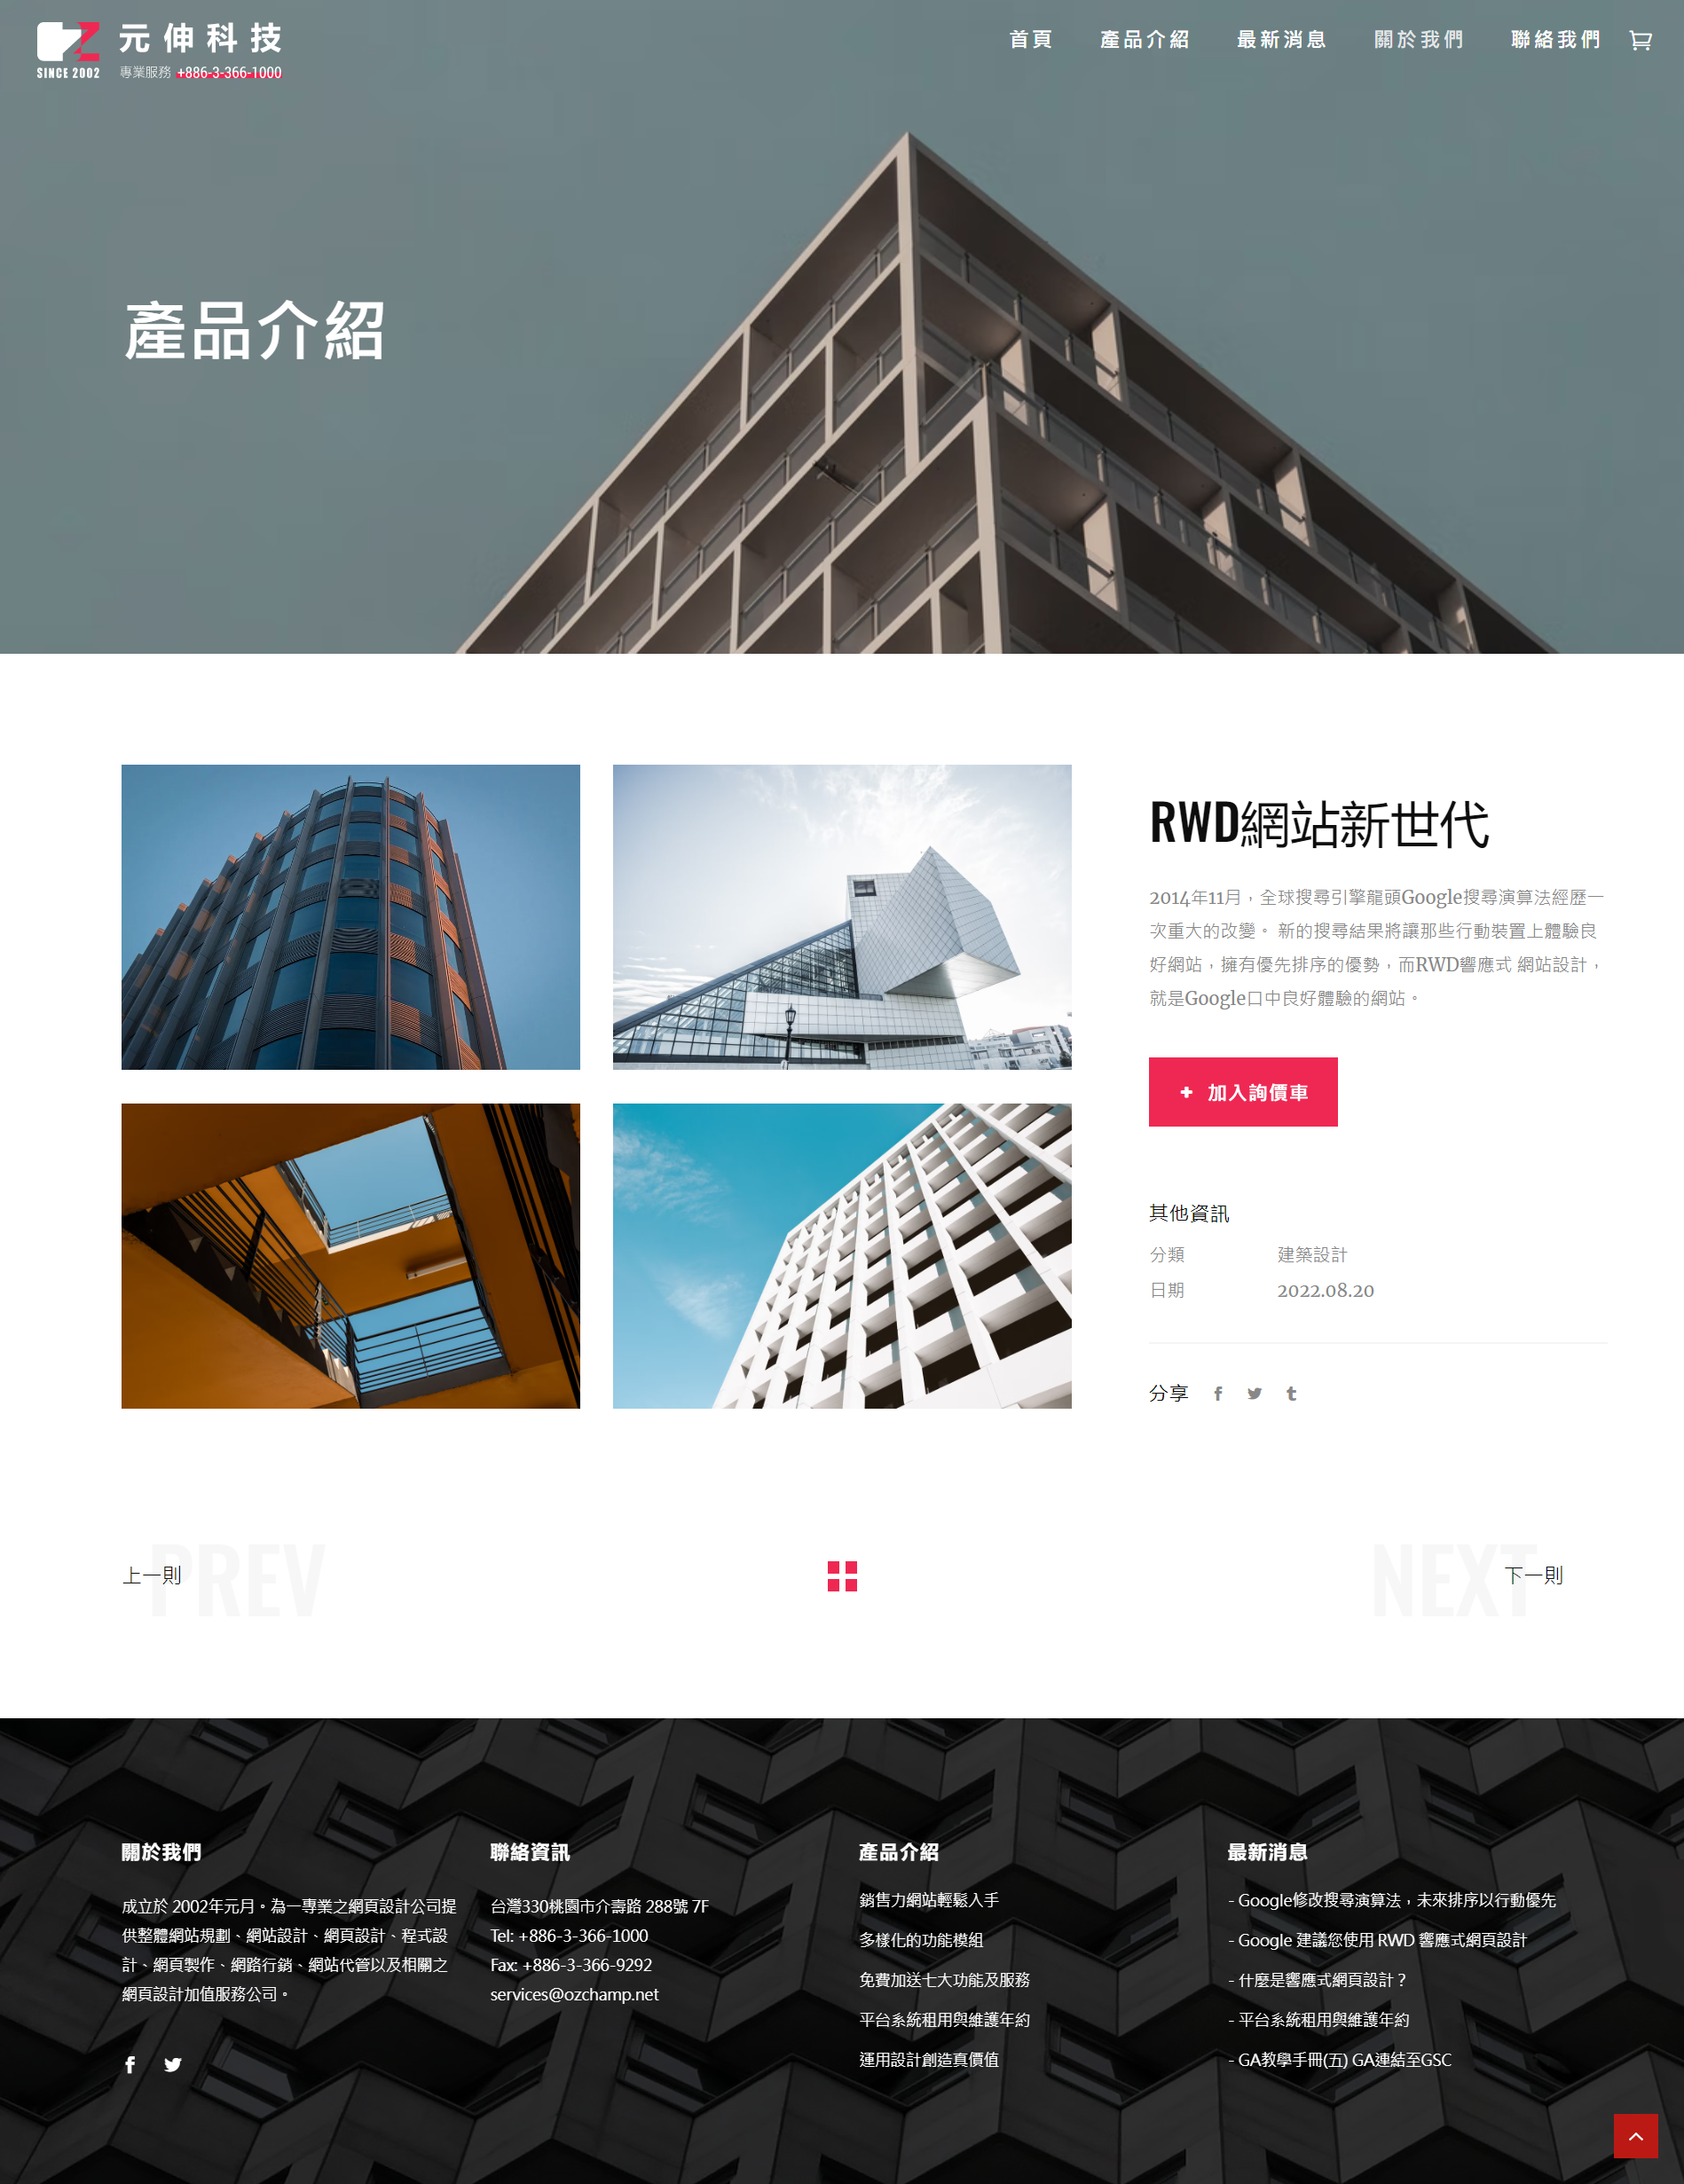 元伸科技
SINCE 2002
專業服務 +886-3-366-1000
首頁
產品介紹
最新消息
關於我們
聯絡我們
產品介紹
RWD網站新世代
2014年11月，全球搜尋引擎龍頭Google搜尋演算法經歷一
次重大的改變。 新的搜尋結果將讓那些行動裝置上體驗良
好網站，擁有優先排序的優勢，而RWD響應式 網站設計，
就是Google口中良好體驗的網站。
+ 加入詢價車
其他資訊
分類 建築設計
日期 2022.08.20
分享
PREV
上一則
NEXT
下一則
關於我們
成立於 2002年元月。為一專業之網頁設計公司提
供整體網站規劃、網站設計、網頁設計、程式設
計、網頁製作、網路行銷、網站代管以及相關之
網頁設計加值服務公司。
聯絡資訊
台灣330桃園市介壽路 288號 7F
Tel: +886-3-366-1000
Fax: +886-3-366-9292
services@ozchamp.net
產品介紹
銷售力網站輕鬆入手
多樣化的功能模組
免費加送七大功能及服務
平台系統租用與維護年約
運用設計創造真價值
最新消息
- Google修改搜尋演算法，未來排序以行動優先
- Google 建議您使用 RWD 響應式網頁設計
- 什麼是響應式網頁設計？
- 平台系統租用與維護年約
- GA教學手冊(五) GA連結至GSC